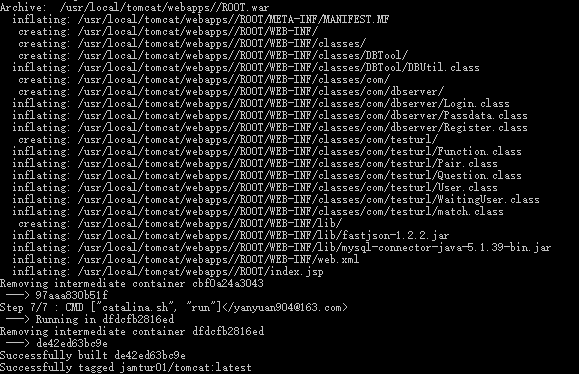 Archive:  /usr/local/tomcat/webapps//ROOT.war
  inflating: /usr/local/tomcat/webapps//ROOT/META-INF/MANIFEST.MF
   creating: /usr/local/tomcat/webapps//ROOT/WEB-INF/
   creating: /usr/local/tomcat/webapps//ROOT/WEB-INF/classes/
   creating: /usr/local/tomcat/webapps//ROOT/WEB-INF/classes/DBTool/
  inflating: /usr/local/tomcat/webapps//ROOT/WEB-INF/classes/DBTool/DBUtil.class
   creating: /usr/local/tomcat/webapps//ROOT/WEB-INF/classes/com/
   creating: /usr/local/tomcat/webapps//ROOT/WEB-INF/classes/com/dbserver/
  inflating: /usr/local/tomcat/webapps//ROOT/WEB-INF/classes/com/dbserver/Login.class
  inflating: /usr/local/tomcat/webapps//ROOT/WEB-INF/classes/com/dbserver/Passdata.class
  inflating: /usr/local/tomcat/webapps//ROOT/WEB-INF/classes/com/dbserver/Register.class
   creating: /usr/local/tomcat/webapps//ROOT/WEB-INF/classes/com/testurl/
  inflating: /usr/local/tomcat/webapps//ROOT/WEB-INF/classes/com/testurl/Function.class
  inflating: /usr/local/tomcat/webapps//ROOT/WEB-INF/classes/com/testurl/Pair.class
  inflating: /usr/local/tomcat/webapps//ROOT/WEB-INF/classes/com/testurl/Question.class
  inflating: /usr/local/tomcat/webapps//ROOT/WEB-INF/classes/com/testurl/User.class
  inflating: /usr/local/tomcat/webapps//ROOT/WEB-INF/classes/com/testurl/WaitingUser.class
  inflating: /usr/local/tomcat/webapps//ROOT/WEB-INF/classes/com/testurl/match.class
   creating: /usr/local/tomcat/webapps//ROOT/WEB-INF/lib/
  inflating: /usr/local/tomcat/webapps//ROOT/WEB-INF/lib/fastjson-1.2.2.jar
  inflating: /usr/local/tomcat/webapps//ROOT/WEB-INF/lib/mysql-connector-java-5.1.39-bin.jar
  inflating: /usr/local/tomcat/webapps//ROOT/WEB-INF/web.xml
  inflating: /usr/local/tomcat/webapps//ROOT/index.jsp
Removing intermediate container cbf0a24a3043
 ---> 97aaa830b51f
Step 7/7 : CMD ["catalina.sh", "run"]</yanyuan904@163.com>
 ---> Running in dfdcfb2816ed
Removing intermediate container dfdcfb2816ed
 ---> de42ed63bc9e
Successfully built de42ed63bc9e
Successfully tagged jamtur01/tomcat:latest